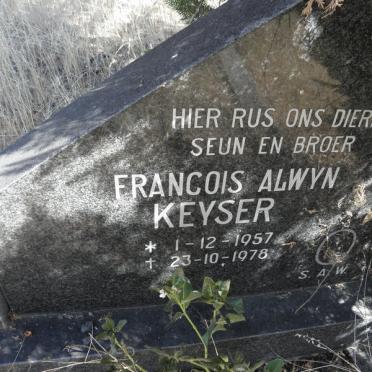 HIER RUS ONS DIER
SEUN EN BROER
FRANCOIS ALWYN
KEYSER
* 1-12-1957
† 23-10-1978
S.A.W.